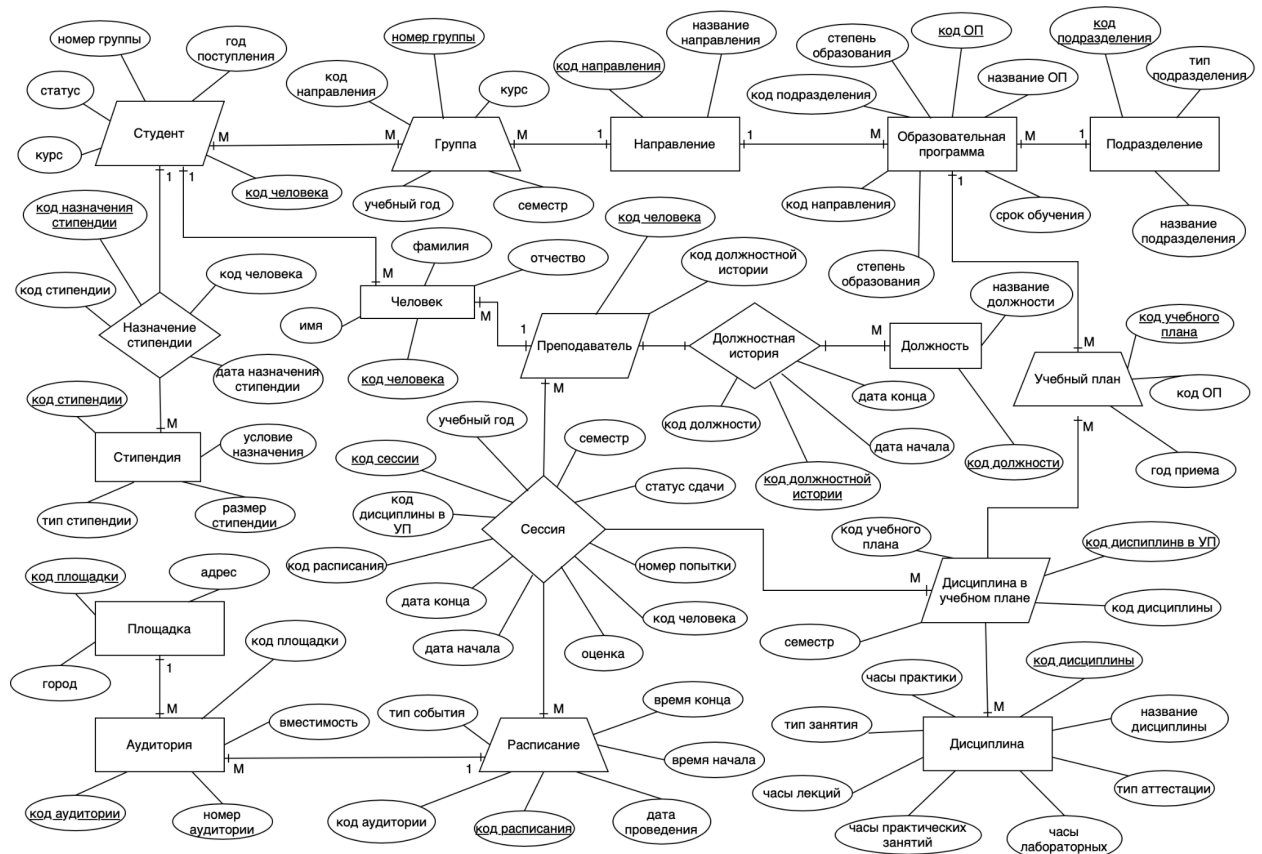 номер группы
год
поступления
статус
Студент
курс
код человека
М
М
номер группы
код
направления
курс
Группа
учебный год
семестр
М
1
название
направления
код направления
Направление
1
М
степень
образования
код ОП
код подразделения
название ОП
Образовательная
программа
код направления
степень
образования
срок обучения
М
1
код
подразделения
тип
подразделения
Подразделение
название
подразделения
1
1
1
код назначения
стипендии
код стипендии
код человека
Назначение
стипендии
дата назначения
стипендии
М
код стипендии
условие
назначения
Стипендия
тип стипендии
размер
стипендии
М
фамилия
отчество
Человек
имя
код человека
М
1
код человека
код должностной
истории
Преподаватель
М
Должностная
история
код должности
дата конца
дата начала
код должностной
истории
М
название
должности
Должность
код должности
М
код учебного
плана
Учебный план
код ОП
год приема
М
учебный год
семестр
код сессии
статус сдачи
код
дисциплины в
УП
Сессия
код расписания
номер попытки
дата конца
код человека
дата начала
оценка
М
М
код учебного
плана
код диспиплинв в УП
Дисциплина в
учебном плане
код дисциплины
семестр
М
код площадки
адрес
Площадка
город
1
М
код площадки
Аудитория
вместимость
код аудитории
номер
аудитории
М
1
тип события
время конца
Расписание
время начала
код аудитории
код расписания
дата
проведения
часы практики
код дисциплины
тип занятия
название
дисциплины
Дисциплина
часы лекций
тип аттестации
часы практических
занятий
часы
лабораторных